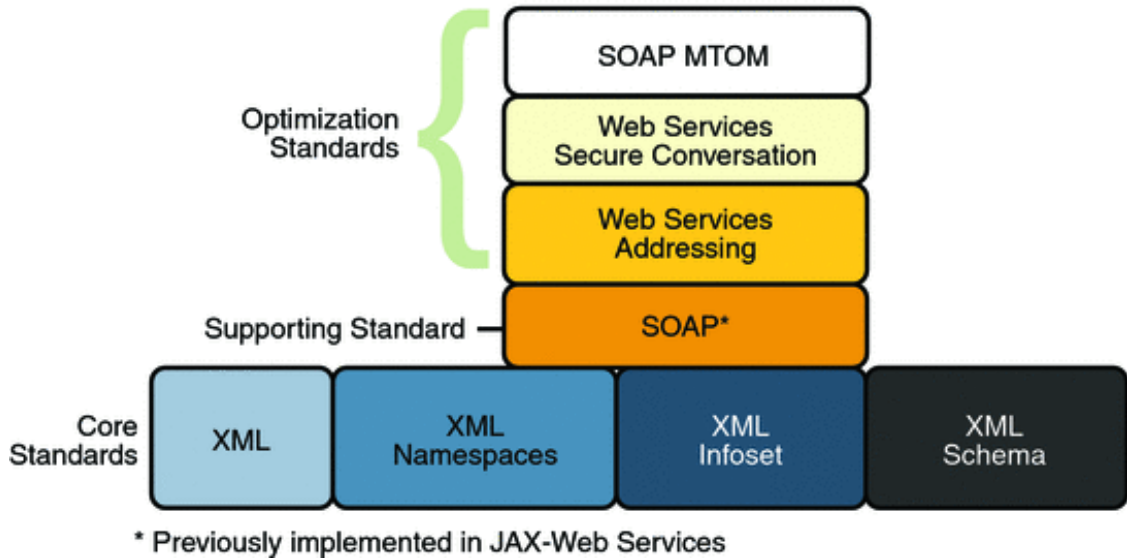 SOAP MTOM
Optimization
Standards
Web Services
Secure Conversation
Web Services
Addressing
Supporting Standard
SOAP*
Core
Standards
XML
XML
Namespaces
XML
Infoset
XML
Schema
* Previously implemented in JAX-Web Services